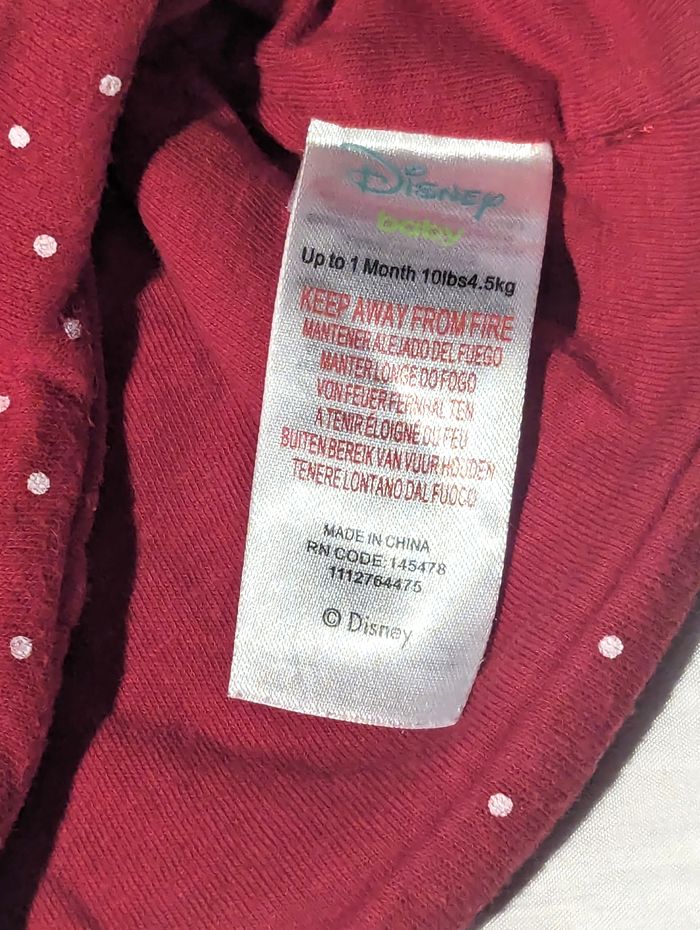 Disney
baby
Up to 1 Month 10lbs4.5kg
KEEP AWAY FROM FIRE
MANTENER ALEJADO DEL FUEGO
MANTER LONGE DO FOGO
VON FEUER FERNHALTEN
A TENIR ÉLOIGNÉ DU FEU
BUITEN BEREIK VAN VUUR HOUDEN
TENERE LONTANO DAL FUOCO
MADE IN CHINA
RN CODE:145478
1112764475
© Disney